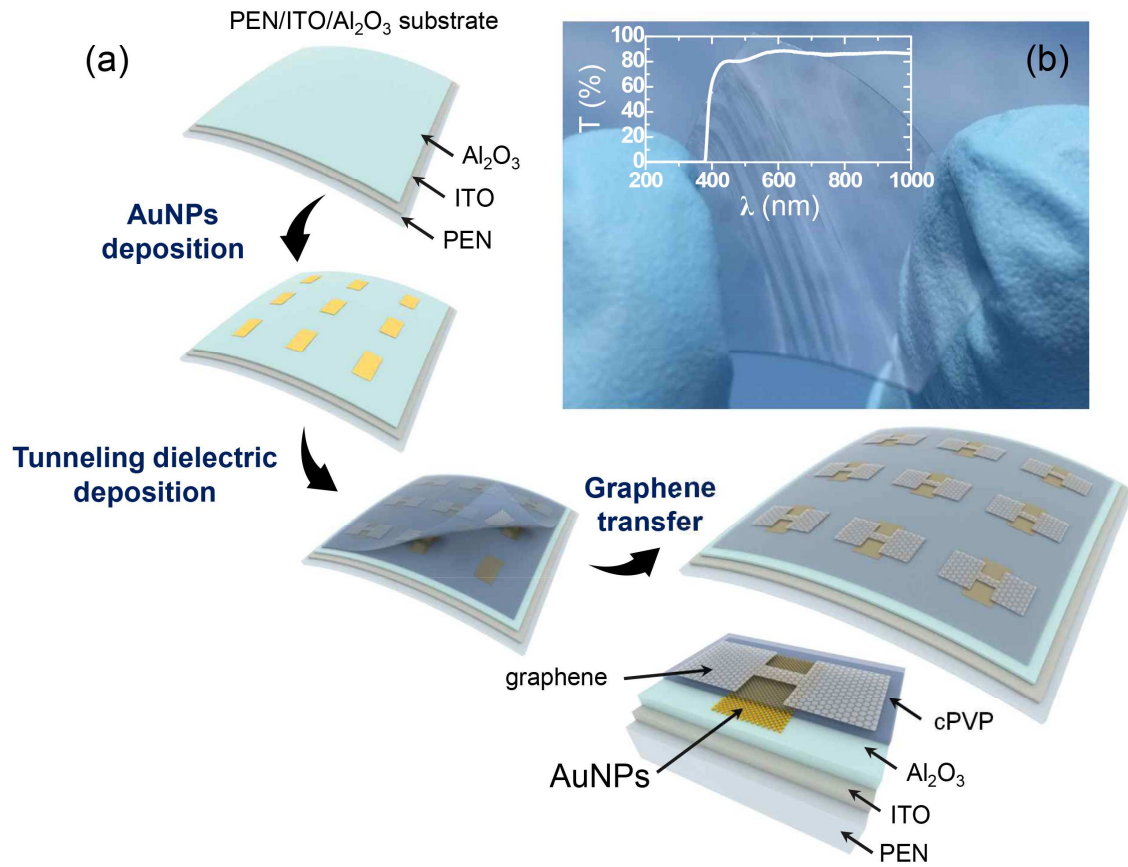 PEN/ITO/Al₂O₃ substrate
(a)
Al₂O₃
ITO
PEN
AuNPs
deposition
Tunneling dielectric
deposition
Graphene
transfer
graphene
AuNPs
cPVP
Al₂O₃
ITO
PEN
(b)
100
80
60
40
20
0
T (%)
200 400 600 800 1000
λ (nm)